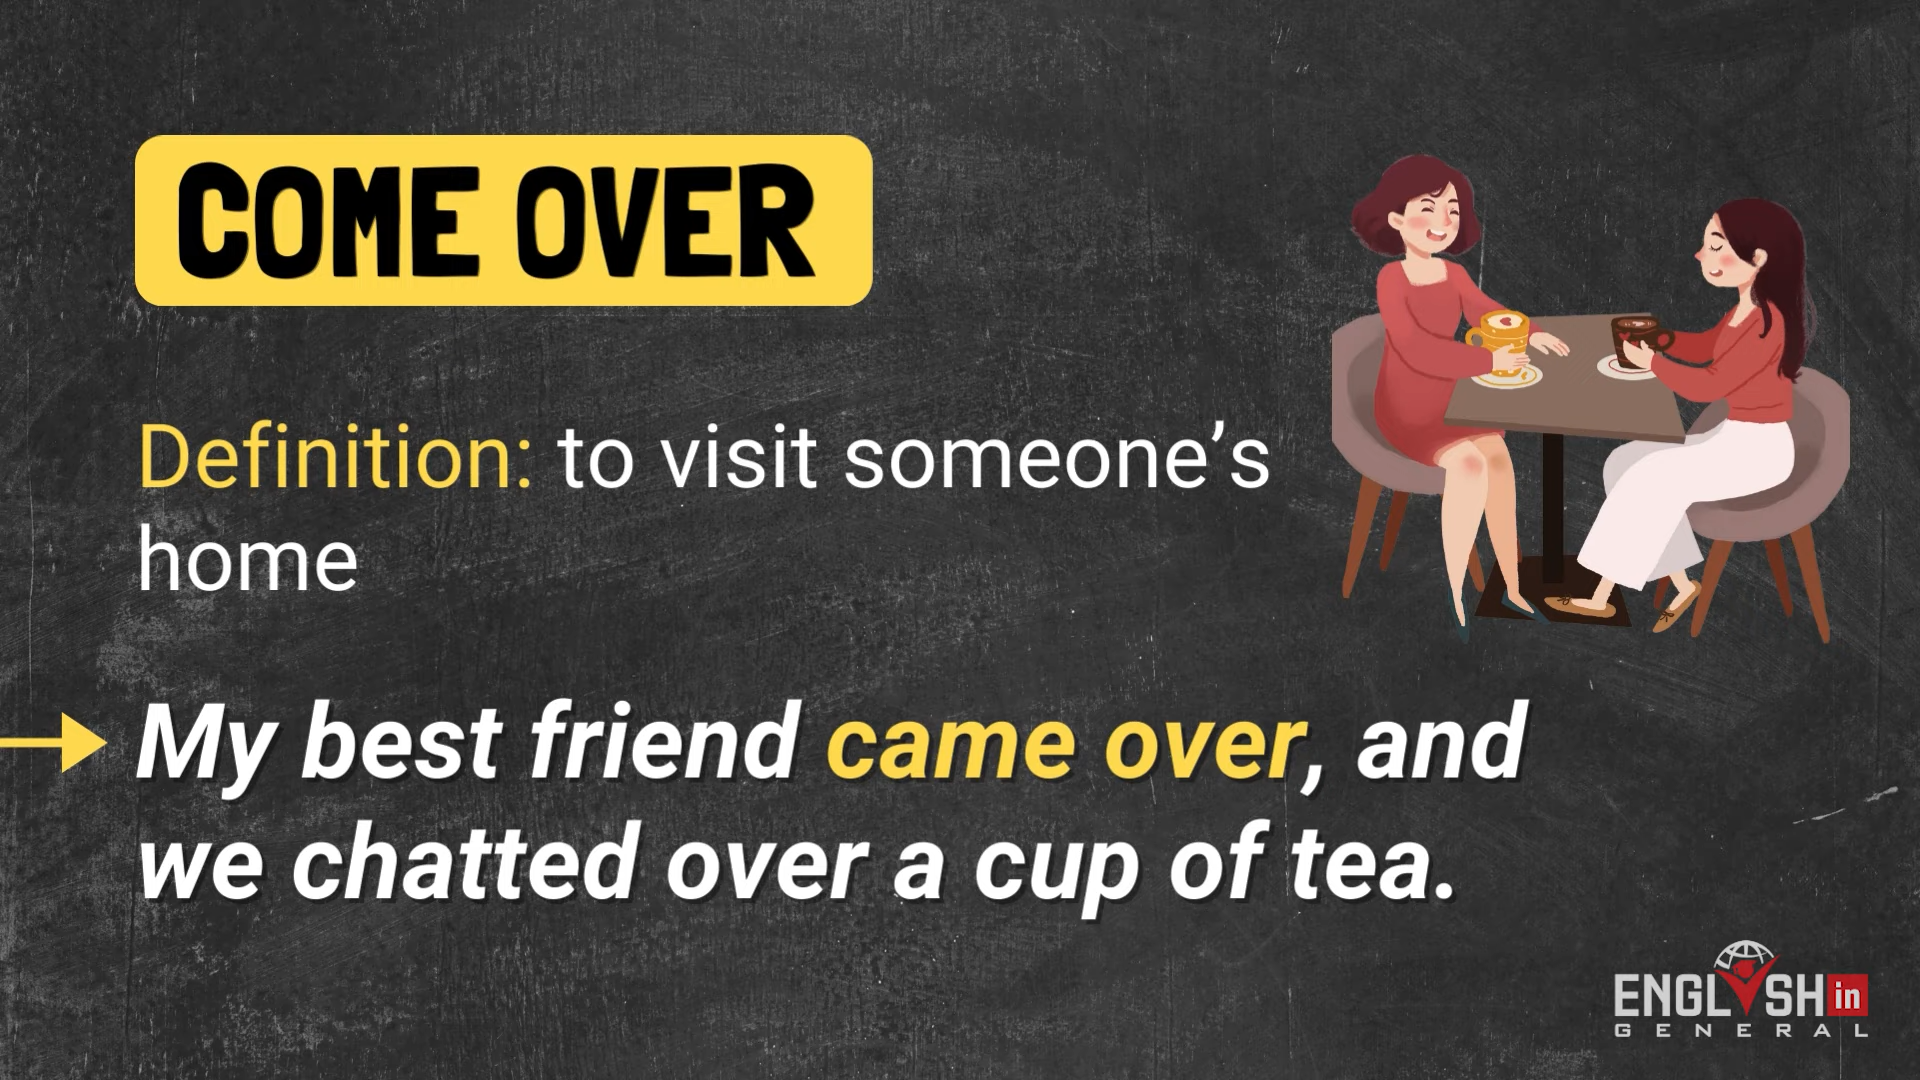 COME OVER
Definition: to visit someone’s
home
My best friend came over, and
we chatted over a cup of tea.
ENGLISH in
GENERAL